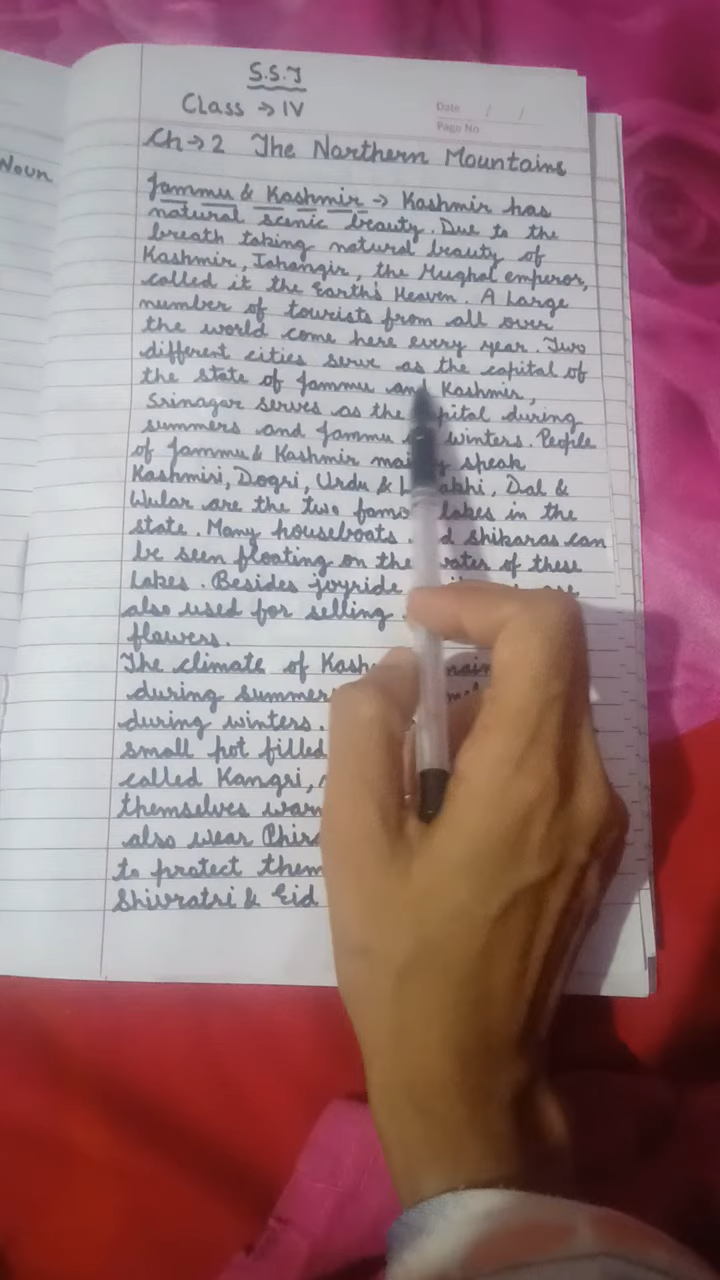 Noun
S.S.T
Class → IV
Date / /
Page No
Ch → 2 The Northern Mountains
Jammu & Kashmir → Kashmir has
natural scenic beauty. Due to the
breath taking natural beauty of
Kashmir, Jahangir, the Mughal emperor,
called it the Earth's Heaven. A large
number of tourists from all over
the world come here every year. Two
different cities serve as the capital of
the state of Jammu and Kashmir,
Srinagar serves as the pital during
summers and Jammu winters. People
of Jammu & Kashmir speak
Kashmiri, Dogri, Urdu & Dal &
Wular are the two lakes in the
state. Many houseboats shikaras can
be seen floating on the of these
lakes. Besides joyride
also used for selling
flowers.
The climate of
during
during winters.
small pot filled
called Kangri,
themselves
also wear
to protect
Shivratri & Eid